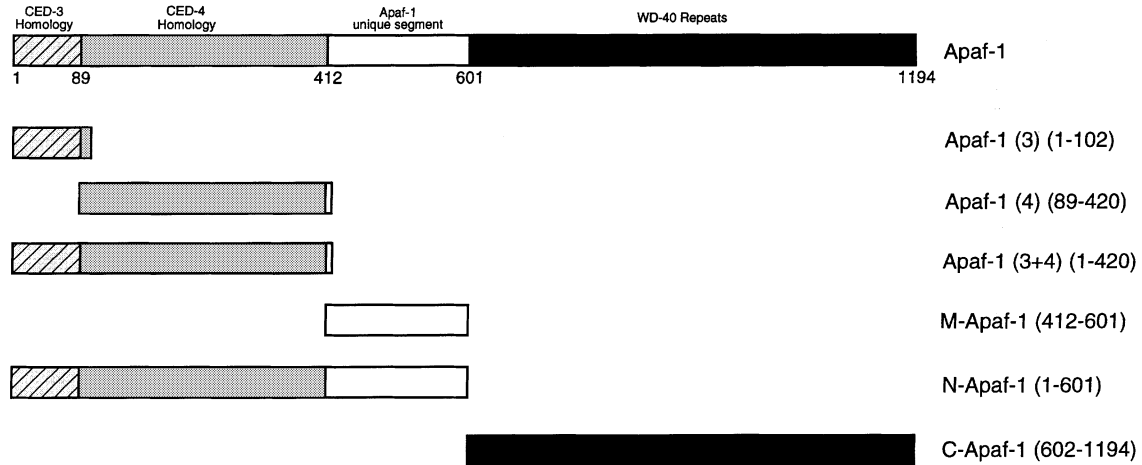 CED-3
Homology
CED-4
Homology
Apaf-1
unique segment
WD-40 Repeats
Apaf-1
1 89 412 601 1194
Apaf-1 (3) (1-102)
Apaf-1 (4) (89-420)
Apaf-1 (3+4) (1-420)
M-Apaf-1 (412-601)
N-Apaf-1 (1-601)
C-Apaf-1 (602-1194)